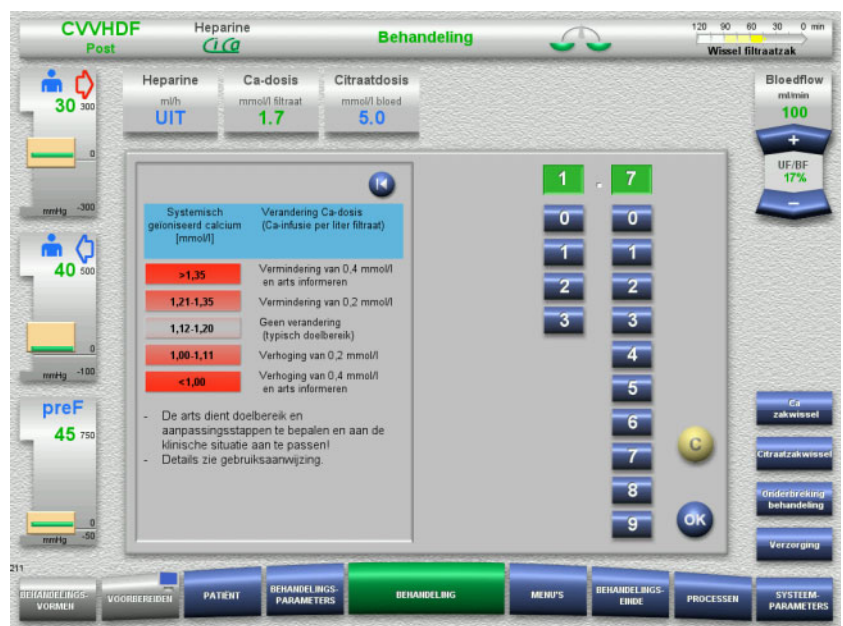 CVVHDF
Post
Heparine
CiCa
Behandeling
120 90 60 30 0 min
Wissel filtraatzak
30 300
0
mmHg -300
40 500
0
mmHg -100
preF
45 750
0
mmHg -50
Heparine
ml/h
UIT
Ca-dosis
mmol/l filtraat
1.7
Citraatdosis
mmol/l bloed
5.0
Bloedflow
ml/min
100
+
UF/BF
17%
−
Systemisch
geïoniseerd calcium
[mmol/l]
Verandering Ca-dosis
(Ca-infusie per liter filtraat)
>1,35
Vermindering van 0,4 mmol/l
en arts informeren
1,21-1,35
Vermindering van 0,2 mmol/l
1,12-1,20
Geen verandering
(typisch doelbereik)
1,00-1,11
Verhoging van 0,2 mmol/l
<1,00
Verhoging van 0,4 mmol/l
en arts informeren
- De arts dient doelbereik en
aanpassingsstappen te bepalen en aan de
klinische situatie aan te passen!
- Details zie gebruiksaanwijzing.
1 . 7
0 0
1 1
2 2
3 3
4
5
6
7
8
9
C
OK
Ca
zakwissel
Citraatzakwissel
Onderbreking
behandeling
Verzorging
211
BEHANDELINGS-
VORMEN
VOORBEREIDEN
PATIËNT
BEHANDELINGS-
PARAMETERS
BEHANDELING
MENU'S
BEHANDELINGS-
EINDE
PROCESSEN
SYSTEEM-
PARAMETERS